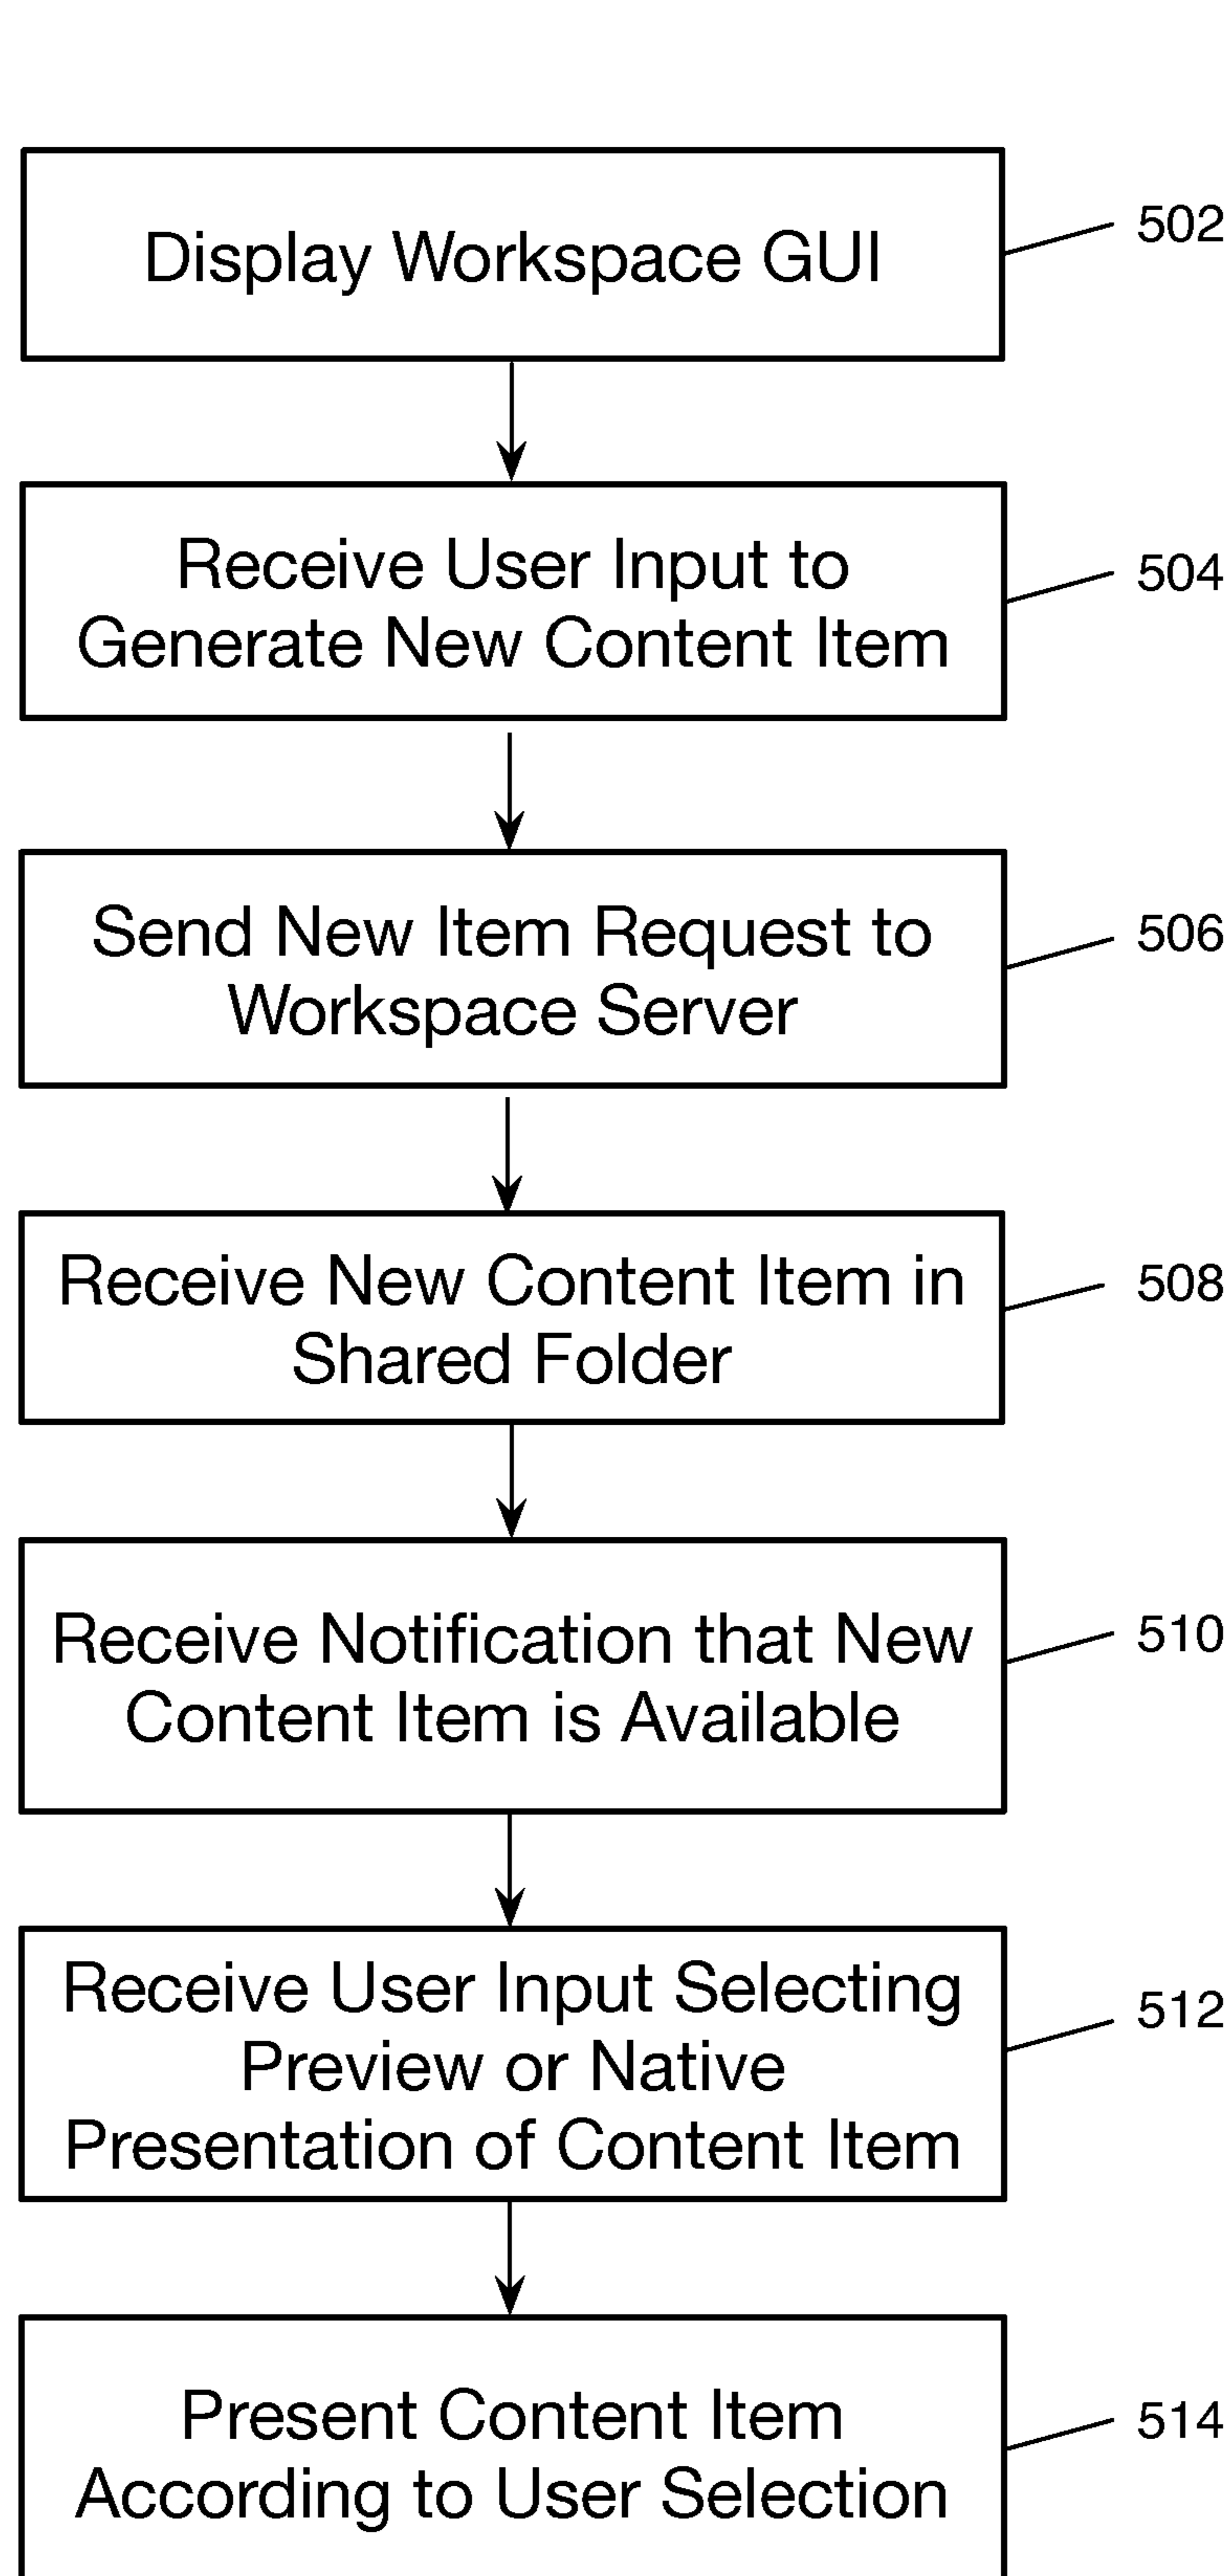 Display Workspace GUI
502
Receive User Input to
Generate New Content Item
504
Send New Item Request to
Workspace Server
506
Receive New Content Item in
Shared Folder
508
Receive Notification that New
Content Item is Available
510
Receive User Input Selecting
Preview or Native
Presentation of Content Item
512
Present Content Item
According to User Selection
514